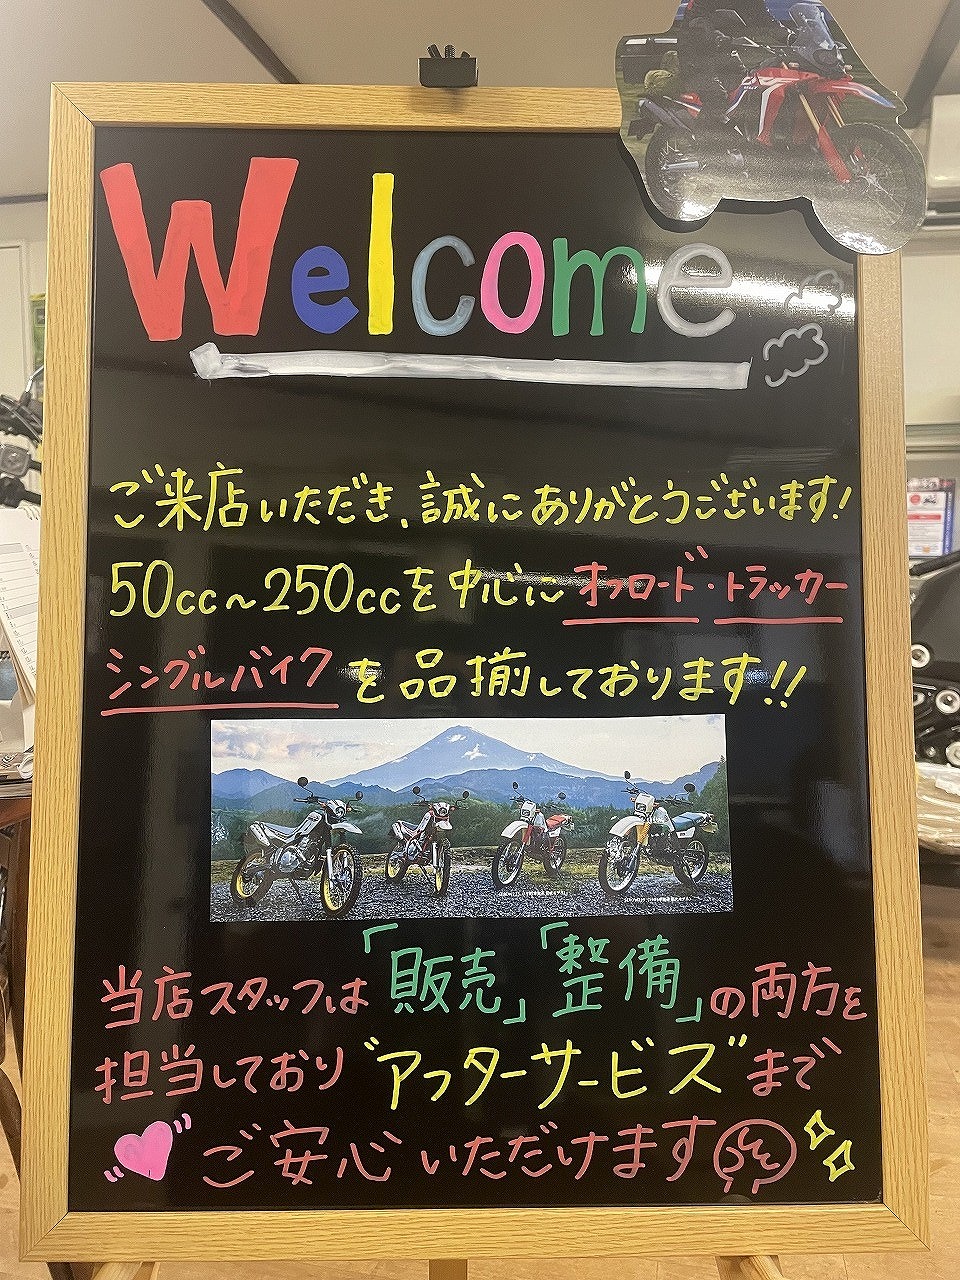 Welcome
ご来店いただき、誠にありがとうございます!
50cc~250ccを中心にオフロード・トラッカー
シングルバイクを品揃しております!!
当店スタッフは「販売」「整備」の両方を
担当しており"アフターサービス"まで
ご安心いただけます